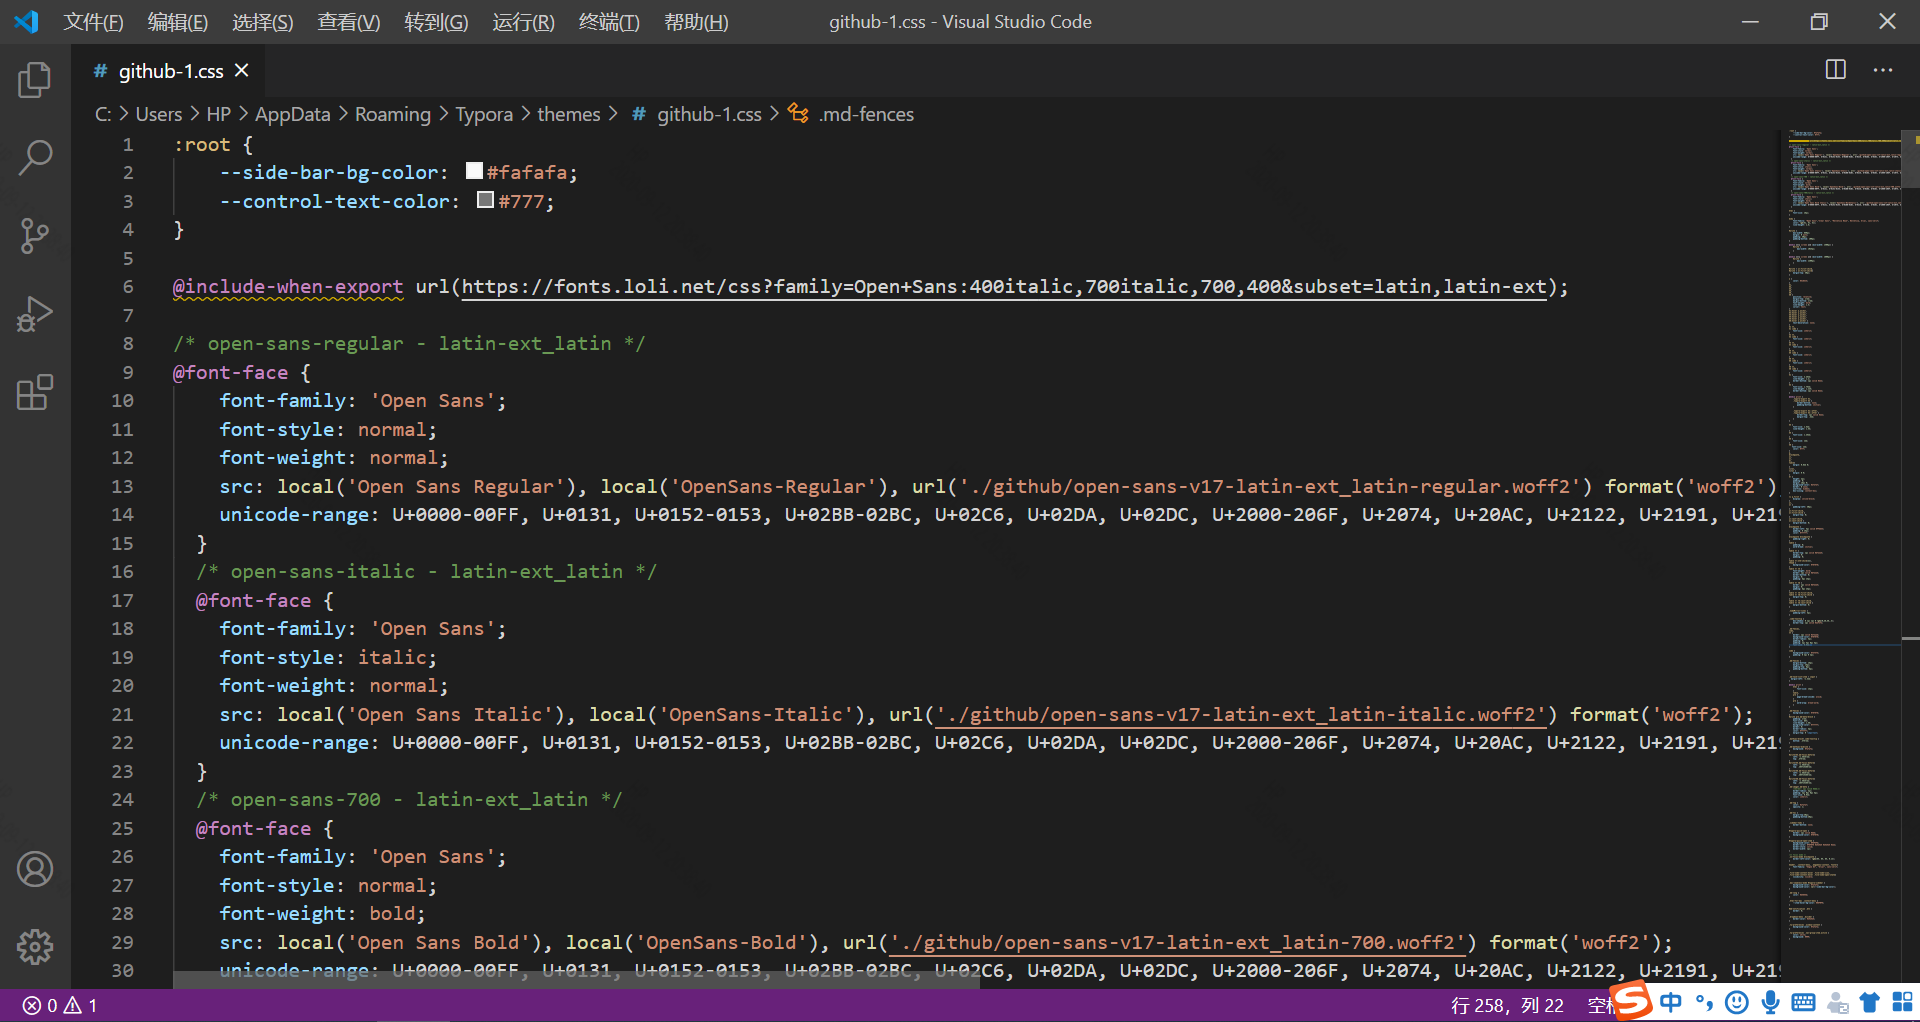 文件(F) 编辑(E) 选择(S) 查看(V) 转到(G) 运行(R) 终端(T) 帮助(H) github-1.css - Visual Studio Code
# github-1.css
C: > Users > HP > AppData > Roaming > Typora > themes > # github-1.css > .md-fences
1 :root {
2 --side-bar-bg-color: #fafafa;
3 --control-text-color: #777;
4 }
5
6 @include-when-export url(https://fonts.loli.net/css?family=Open+Sans:400italic,700italic,700,400&subset=latin,latin-ext);
7
8 /* open-sans-regular - latin-ext_latin */
9 @font-face {
10 font-family: 'Open Sans';
11 font-style: normal;
12 font-weight: normal;
13 src: local('Open Sans Regular'), local('OpenSans-Regular'), url('./github/open-sans-v17-latin-ext_latin-regular.woff2') format('woff2')
14 unicode-range: U+0000-00FF, U+0131, U+0152-0153, U+02BB-02BC, U+02C6, U+02DA, U+02DC, U+2000-206F, U+2074, U+20AC, U+2122, U+2191, U+219
15 }
16 /* open-sans-italic - latin-ext_latin */
17 @font-face {
18 font-family: 'Open Sans';
19 font-style: italic;
20 font-weight: normal;
21 src: local('Open Sans Italic'), local('OpenSans-Italic'), url('./github/open-sans-v17-latin-ext_latin-italic.woff2') format('woff2');
22 unicode-range: U+0000-00FF, U+0131, U+0152-0153, U+02BB-02BC, U+02C6, U+02DA, U+02DC, U+2000-206F, U+2074, U+20AC, U+2122, U+2191, U+219
23 }
24 /* open-sans-700 - latin-ext_latin */
25 @font-face {
26 font-family: 'Open Sans';
27 font-style: normal;
28 font-weight: bold;
29 src: local('Open Sans Bold'), local('OpenSans-Bold'), url('./github/open-sans-v17-latin-ext_latin-700.woff2') format('woff2');
30 unicode-range: U+0000-00FF, U+0131, U+0152-0153, U+02BB-02BC, U+02C6, U+02DA, U+02DC, U+2000-206F, U+2074, U+20AC, U+2122, U+2191, U+219
0 1 行 258，列 22 空格 中